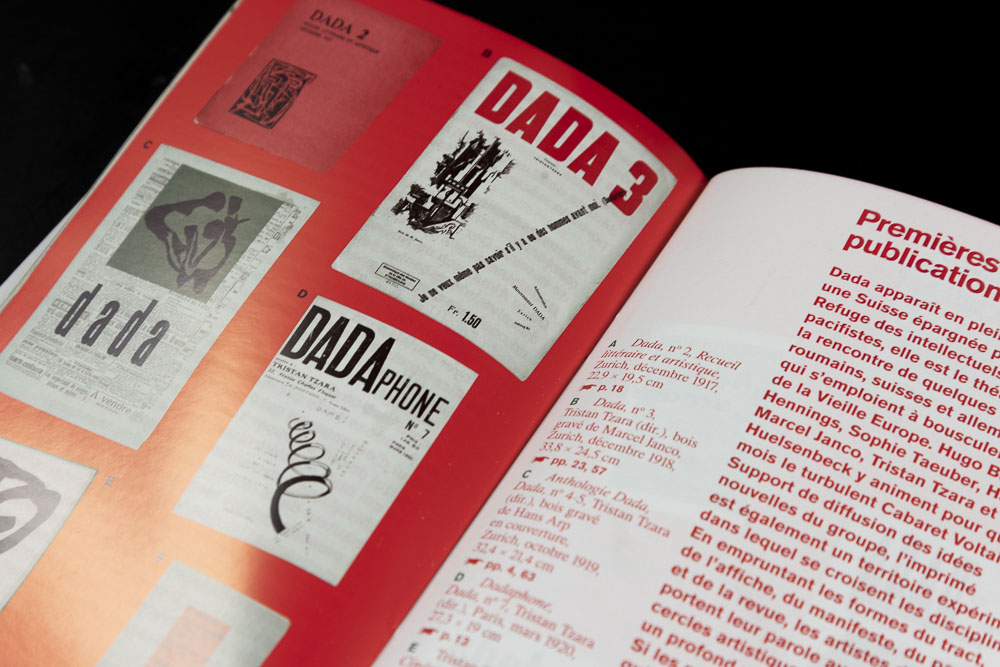 DADA 2
B
DADA 3
Je ne veux même pas savoir s'il y a eu des hommes avant moi.
Administration
Mouvement DADA
Zurich
Fr. 1.50
C
dada
A vendre
D
DADAPHONE
TRISTAN TZARA
N° 7
E
F
Premières
publication
Dada apparaît en ple
une Suisse épargnée p
Refuge des intellectuels
pacifistes, elle est le thé
la rencontre de quelques
roumains, suisses et allem
qui s'emploient à bouscule
de la Vieille Europe. Hugo B
Hennings, Sophie Taeuber, H
Marcel Janco, Tristan Tzara et
Huelsenbeck y animent pour q
mois le turbulent Cabaret Volta
Support de diffusion des idées
nouvelles du groupe, l'imprimé
est également un territoire expérim
dans lequel se croisent les disciplin
En empruntant les formes du tract,
de l'affiche, du manifeste, du
et de la revue, les artistes
portent leur parole au
cercles artistique
un profond
Si les
A
Dada, n° 2, Recueil
littéraire et artistique,
Zurich, décembre 1917,
22,9 × 19,5 cm
p. 18
B
Dada, n° 3,
Tristan Tzara (dir.), bois
gravé de Marcel Janco,
Zurich, décembre 1918,
33,8 × 24,5 cm
pp. 23, 57
C
Anthologie Dada,
Dada, n° 4-5, Tristan Tzara
(dir.), bois gravé
de Hans Arp
en couverture,
Zurich, octobre 1919,
32,4 × 21,4 cm
pp. 4, 63
D
Dadaphone,
n° 7, Tristan Tzara
(dir.), Paris, mars 1920,
27,3 × 19 cm
p. 12
E
Tristan